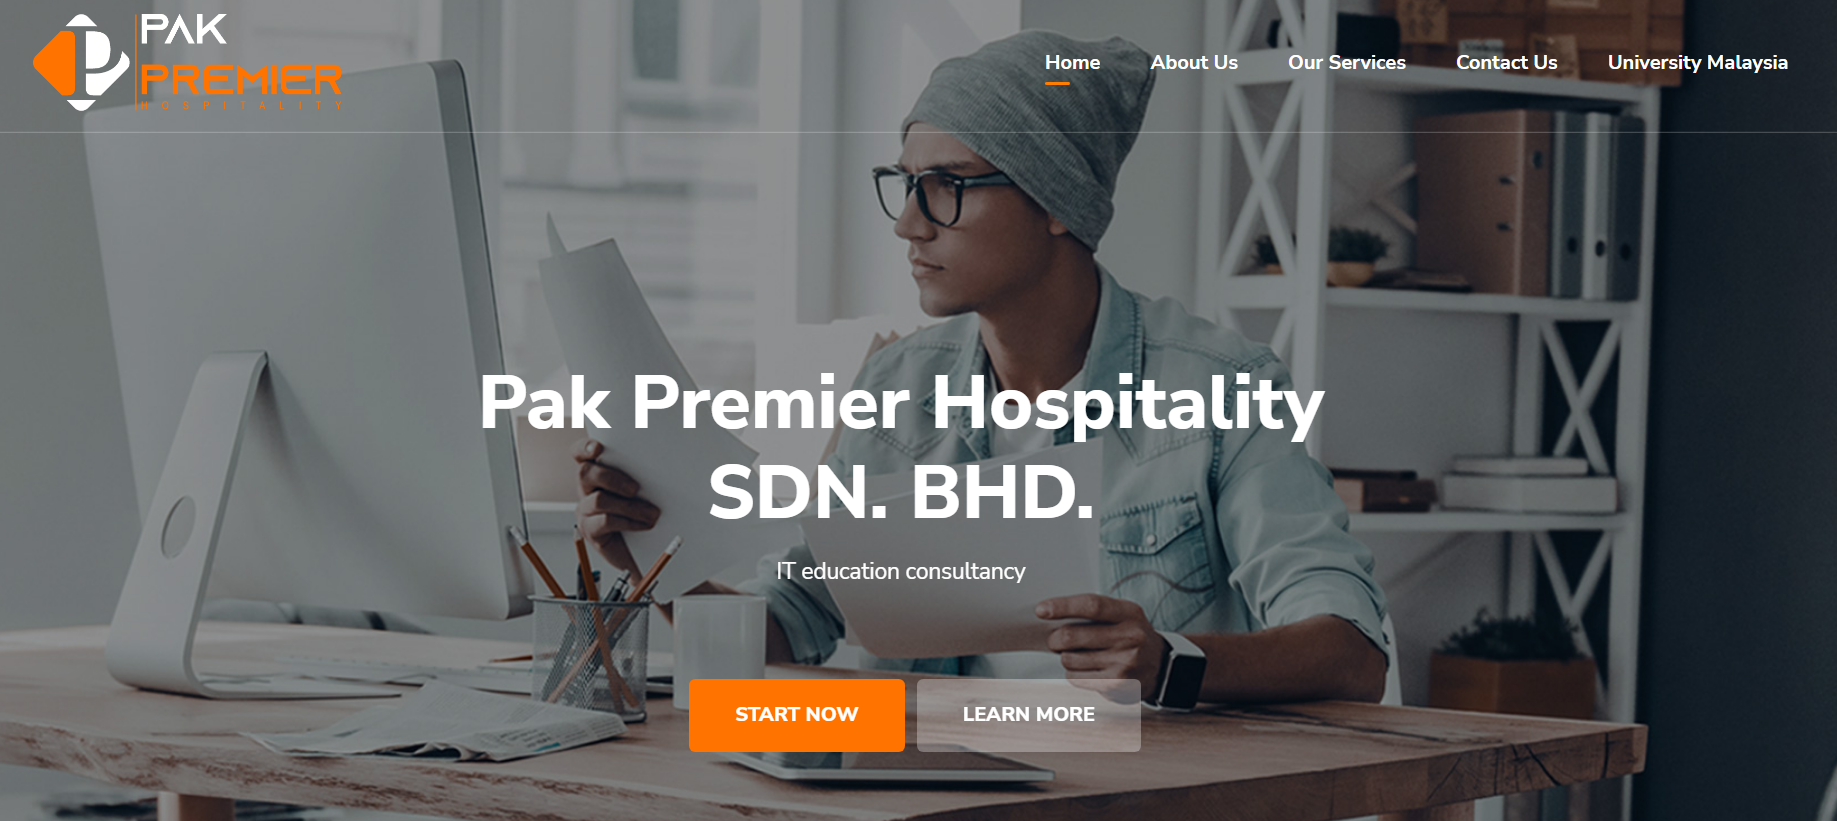 PAK
PREMIER
HOSPITALITY
Home
About Us
Our Services
Contact Us
University Malaysia
Pak Premier Hospitality
SDN. BHD.
IT education consultancy
START NOW
LEARN MORE